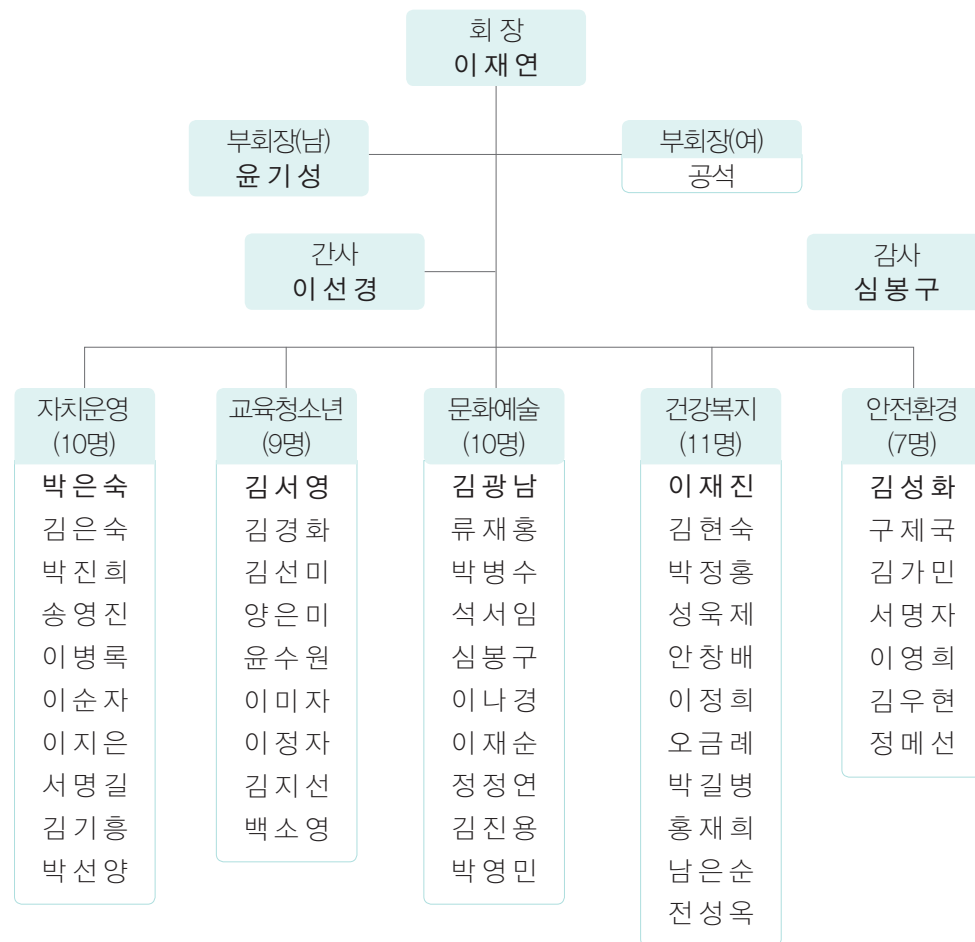 회 장
이 재 연
부회장(남)
윤 기 성
부회장(여)
공석
간사
이 선 경
감사
심 봉 구
자치운영
(10명)
박 은 숙
김 은 숙
박 진 희
송 영 진
이 병 록
이 순 자
이 지 은
서 명 길
김 기 흥
박 선 양
교육청소년
(9명)
김 서 영
김 경 화
김 선 미
양 은 미
윤 수 원
이 미 자
이 정 자
김 지 선
백 소 영
문화예술
(10명)
김 광 남
류 재 홍
박 병 수
석 서 임
심 봉 구
이 나 경
이 재 순
정 정 연
김 진 용
박 영 민
건강복지
(11명)
이 재 진
김 현 숙
박 정 홍
성 욱 제
안 창 배
이 정 희
오 금 례
박 길 병
홍 재 희
남 은 순
전 성 옥
안전환경
(7명)
김 성 화
구 제 국
김 가 민
서 명 자
이 영 희
김 우 현
정 메 선